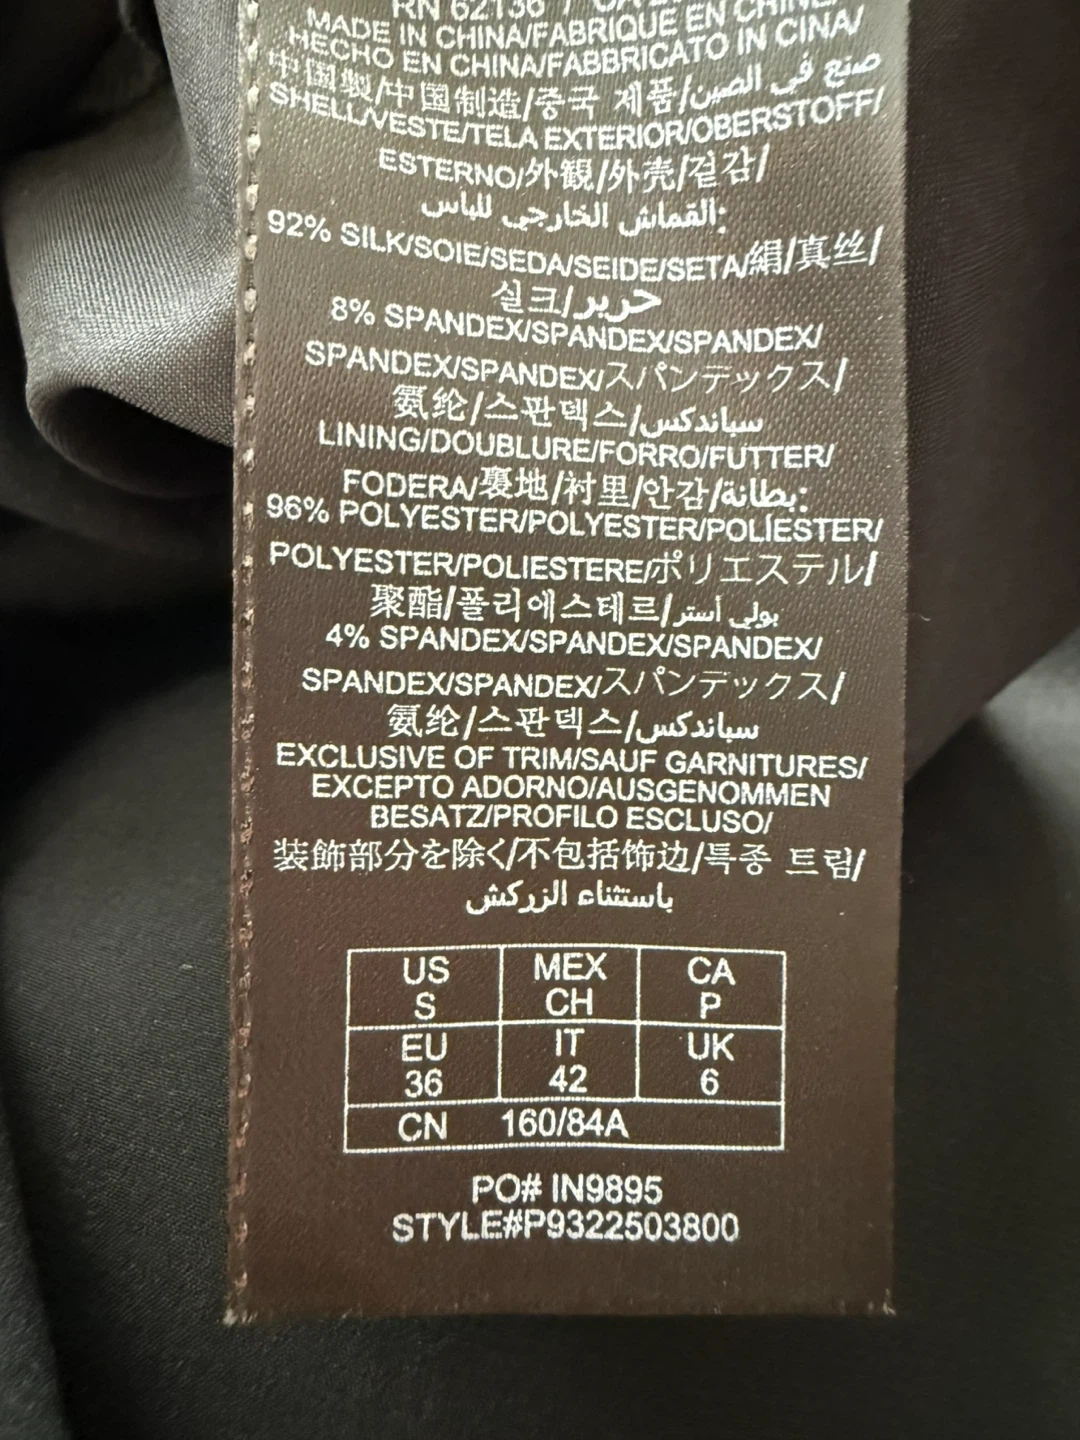 RN 62136 / CA
MADE IN CHINA/FABRIQUÉ EN CHINE/
HECHO EN CHINA/FABBRICATO IN CINA/
中国製/中国制造/중국 제품/صنع في الصين
SHELL/VESTE/TELA EXTERIOR/OBERSTOFF/
ESTERNO/外観/外壳/겉감/
القماش الخارجي للباس:
92% SILK/SOIE/SEDA/SEIDE/SETA/絹/真丝/
실크/حرير
8% SPANDEX/SPANDEX/SPANDEX/
SPANDEX/SPANDEX/スパンデックス/
氨纶/스판덱스/سباندكس
LINING/DOUBLURE/FORRO/FUTTER/
FODERA/裏地/衬里/안감/بطانة:
96% POLYESTER/POLYESTER/POLIESTER/
POLYESTER/POLIESTERE/ポリエステル/
聚酯/폴리에스테르/بولي أستر
4% SPANDEX/SPANDEX/SPANDEX/
SPANDEX/SPANDEX/スパンデックス/
氨纶/스판덱스/سباندكس
EXCLUSIVE OF TRIM/SAUF GARNITURES/
EXCEPTO ADORNO/AUSGENOMMEN
BESATZ/PROFILO ESCLUSO/
装飾部分を除く/不包括饰边/특종 트림/
باستثناء الزركش
US MEX CA
S CH P
EU IT UK
36 42 6
CN 160/84A
PO# IN9895
STYLE#P9322503800